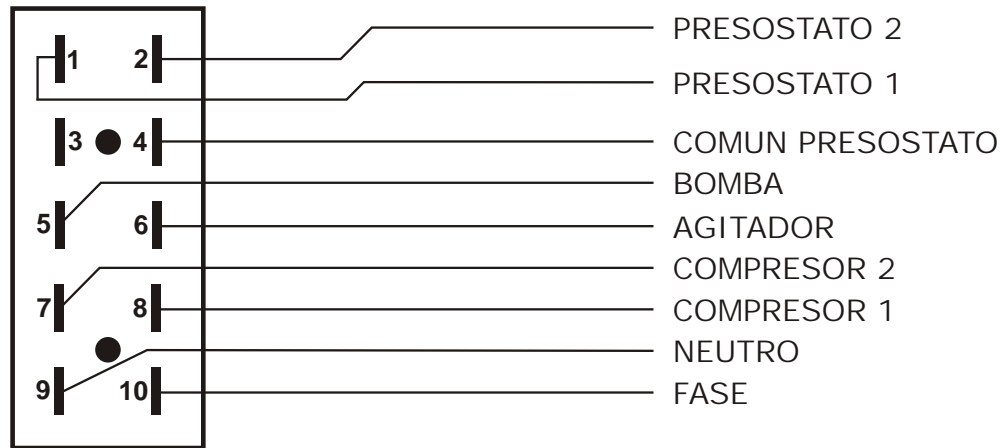 1 2 PRESOSTATO 2
PRESOSTATO 1
3 4 COMUN PRESOSTATO
BOMBA
5 6 AGITADOR
COMPRESOR 2
7 8 COMPRESOR 1
NEUTRO
9 10 FASE